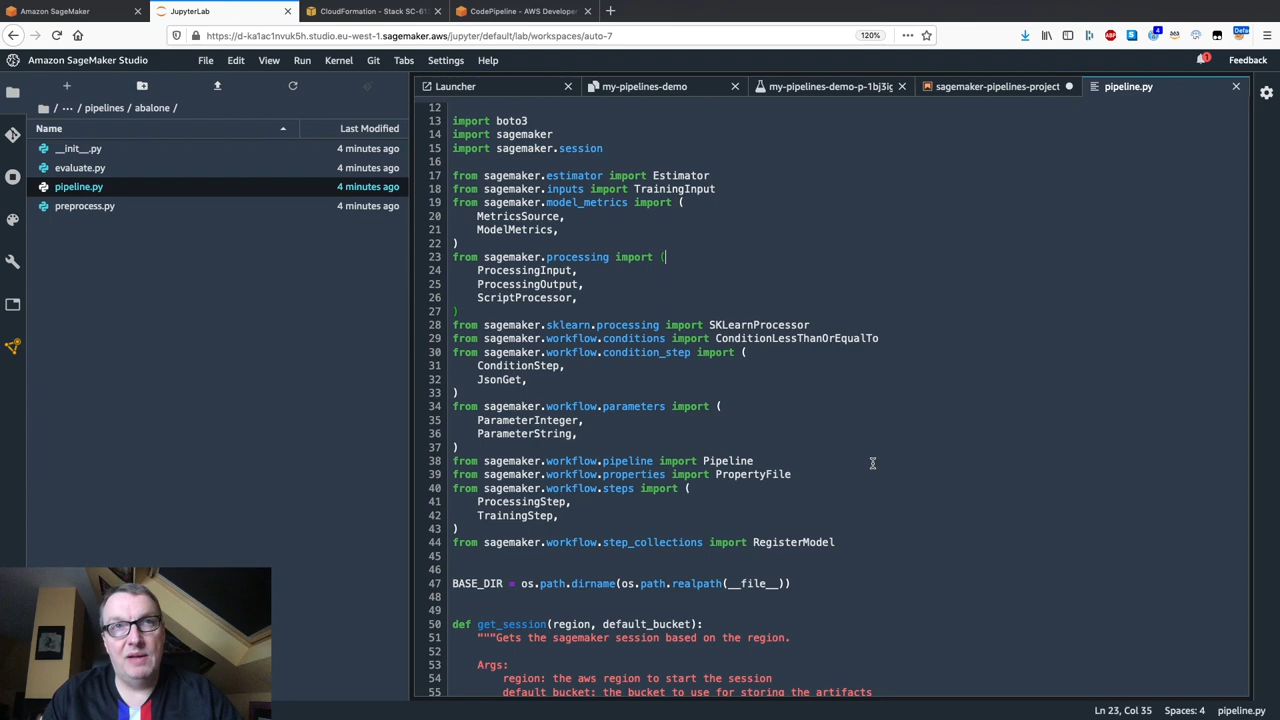 Amazon SageMaker
JupyterLab
CloudFormation - Stack SC-61
CodePipeline - AWS Developer
https://d-ka1ac1nvuk5h.studio.eu-west-1.sagemaker.aws/jupyter/default/lab/workspaces/auto-7
120%
Amazon SageMaker Studio
File Edit View Run Kernel Git Tabs Settings Help
Feedback
Launcher
my-pipelines-demo
my-pipelines-demo-p-1bj3ig
sagemaker-pipelines-project
pipeline.py
/ ... / pipelines / abalone /
Name Last Modified
__init__.py 4 minutes ago
evaluate.py 4 minutes ago
pipeline.py 4 minutes ago
preprocess.py 4 minutes ago
12
13 import boto3
14 import sagemaker
15 import sagemaker.session
16
17 from sagemaker.estimator import Estimator
18 from sagemaker.inputs import TrainingInput
19 from sagemaker.model_metrics import (
20 MetricsSource,
21 ModelMetrics,
22 )
23 from sagemaker.processing import (
24 ProcessingInput,
25 ProcessingOutput,
26 ScriptProcessor,
27 )
28 from sagemaker.sklearn.processing import SKLearnProcessor
29 from sagemaker.workflow.conditions import ConditionLessThanOrEqualTo
30 from sagemaker.workflow.condition_step import (
31 ConditionStep,
32 JsonGet,
33 )
34 from sagemaker.workflow.parameters import (
35 ParameterInteger,
36 ParameterString,
37 )
38 from sagemaker.workflow.pipeline import Pipeline
39 from sagemaker.workflow.properties import PropertyFile
40 from sagemaker.workflow.steps import (
41 ProcessingStep,
42 TrainingStep,
43 )
44 from sagemaker.workflow.step_collections import RegisterModel
45
46
47 BASE_DIR = os.path.dirname(os.path.realpath(__file__))
48
49
50 def get_session(region, default_bucket):
51 """Gets the sagemaker session based on the region.
52
53 Args:
54 region: the aws region to start the session
55 default_bucket: the bucket to use for storing the artifacts
Ln 23, Col 35 Spaces: 4 pipeline.py